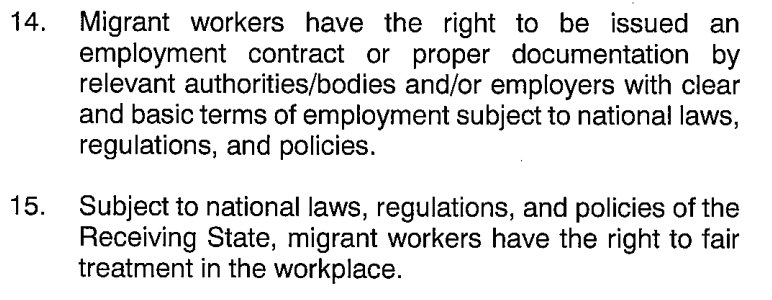 14. Migrant workers have the right to be issued an
employment contract or proper documentation by
relevant authorities/bodies and/or employers with clear
and basic terms of employment subject to national laws,
regulations, and policies.
15. Subject to national laws, regulations, and policies of the
Receiving State, migrant workers have the right to fair
treatment in the workplace.